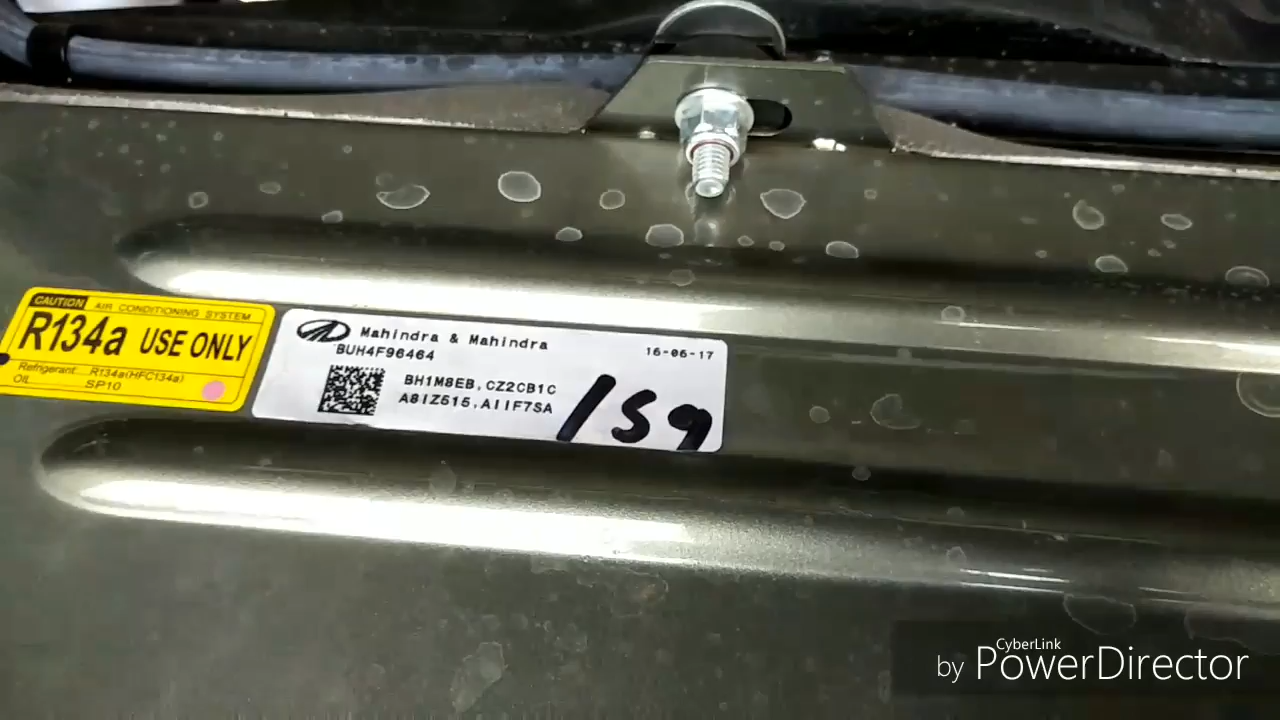 CAUTION AIR CONDITIONING SYSTEM
R134a USE ONLY
Refrigerant R134a(HFC134a)
OIL SP10
Mahindra & Mahindra
BUH4F96464
16-06-17
BH1M8EB,CZ2CB1C
A8IZ615,AIIF7SA
159
CyberLink
by PowerDirector